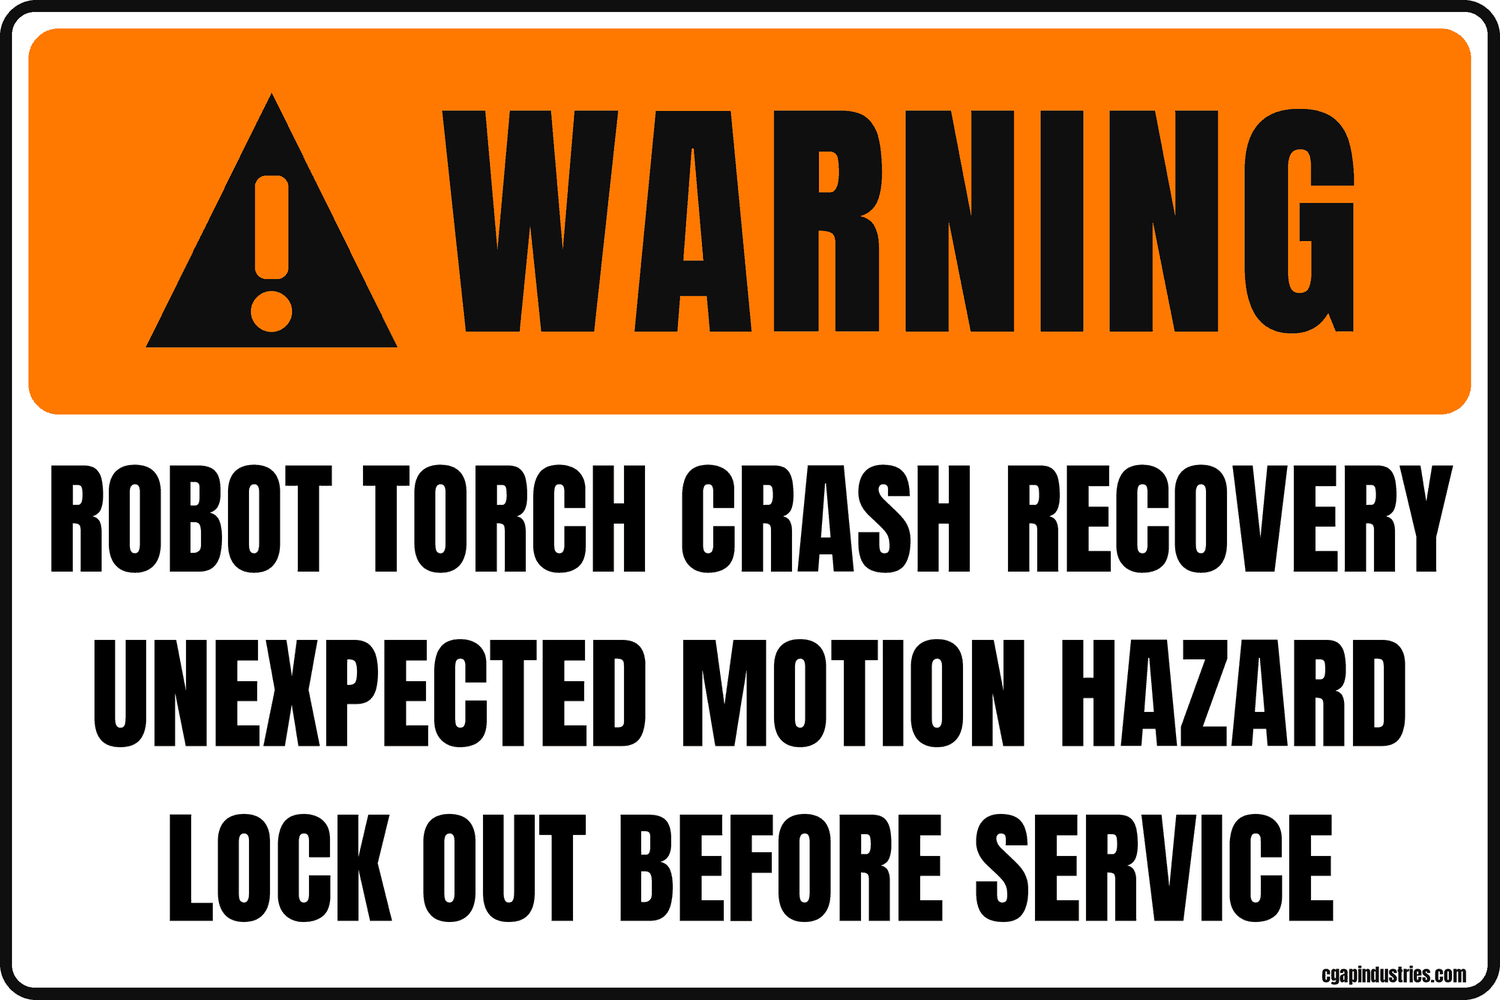 WARNING
ROBOT TORCH CRASH RECOVERY
UNEXPECTED MOTION HAZARD
LOCK OUT BEFORE SERVICE
cgapindustries.com